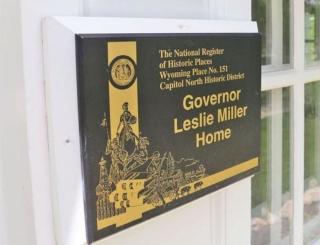 The National Register
of Historic Places
Wyoming Place No. 151
Capitol North Historic District
Governor
Leslie Miller
Home